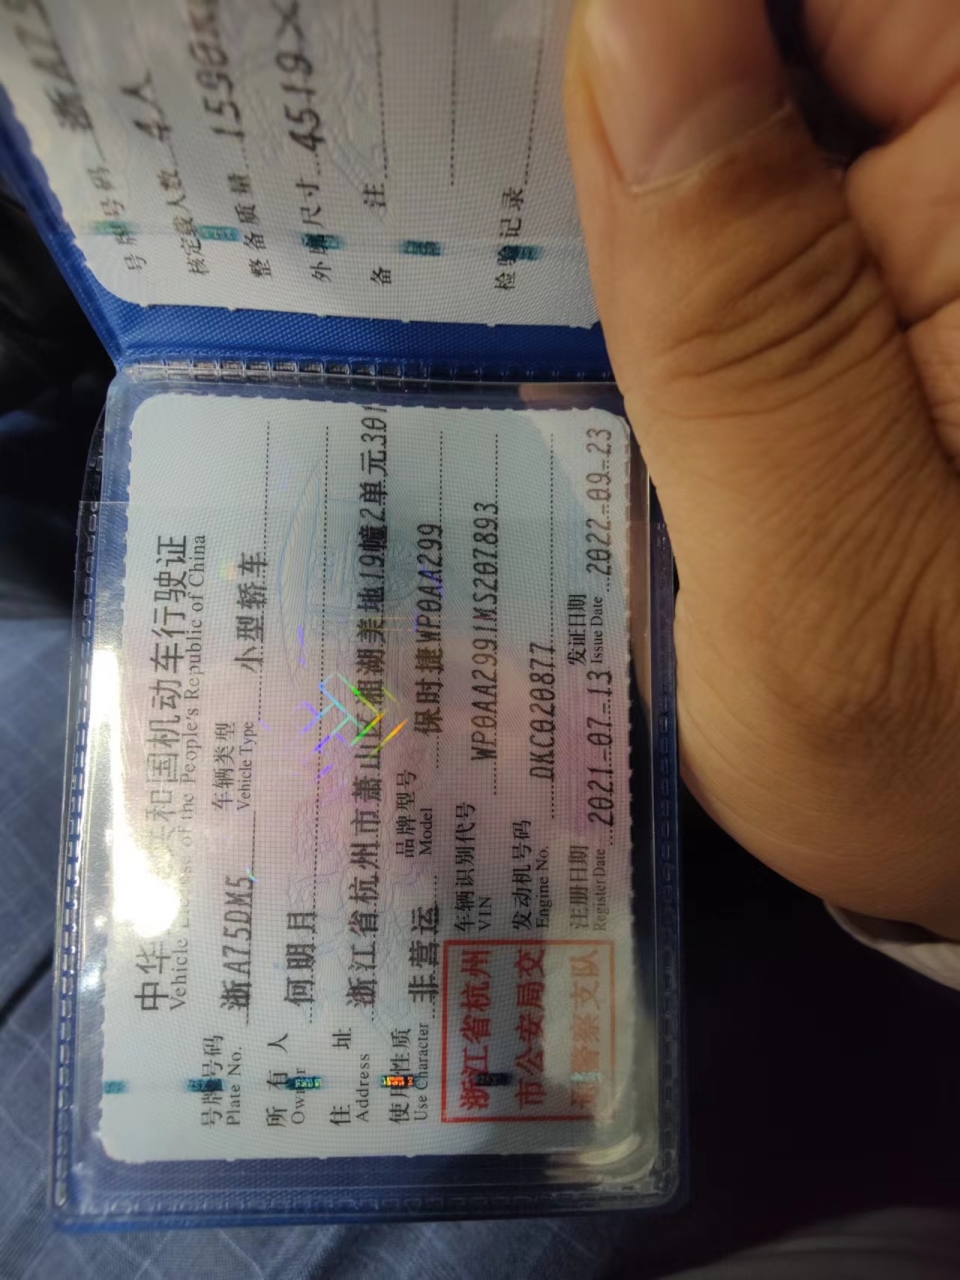 中华人民共和国机动车行驶证
Vehicle License of the People's Republic of China
号牌号码 浙A75DM5 车辆类型 小型轿车
Plate No. Vehicle Type
所有人 何明月
Owner
住址 浙江省杭州市萧山区湘湖美地19幢2单元301
Address
使用性质 非营运 品牌型号 保时捷WP0AA299
Use Character Model
浙江省杭州
市公安局交
通警察支队
车辆识别代号 WP0AA2991MS207893
VIN
发动机号码 DKC020877
Engine No.
注册日期 2021-07-13 发证日期 2022-09-23
Register Date Issue Date
号牌号码 浙A75
核定载人数 4人
整备质量 1590
外廓尺寸 4519×
备注
检验记录